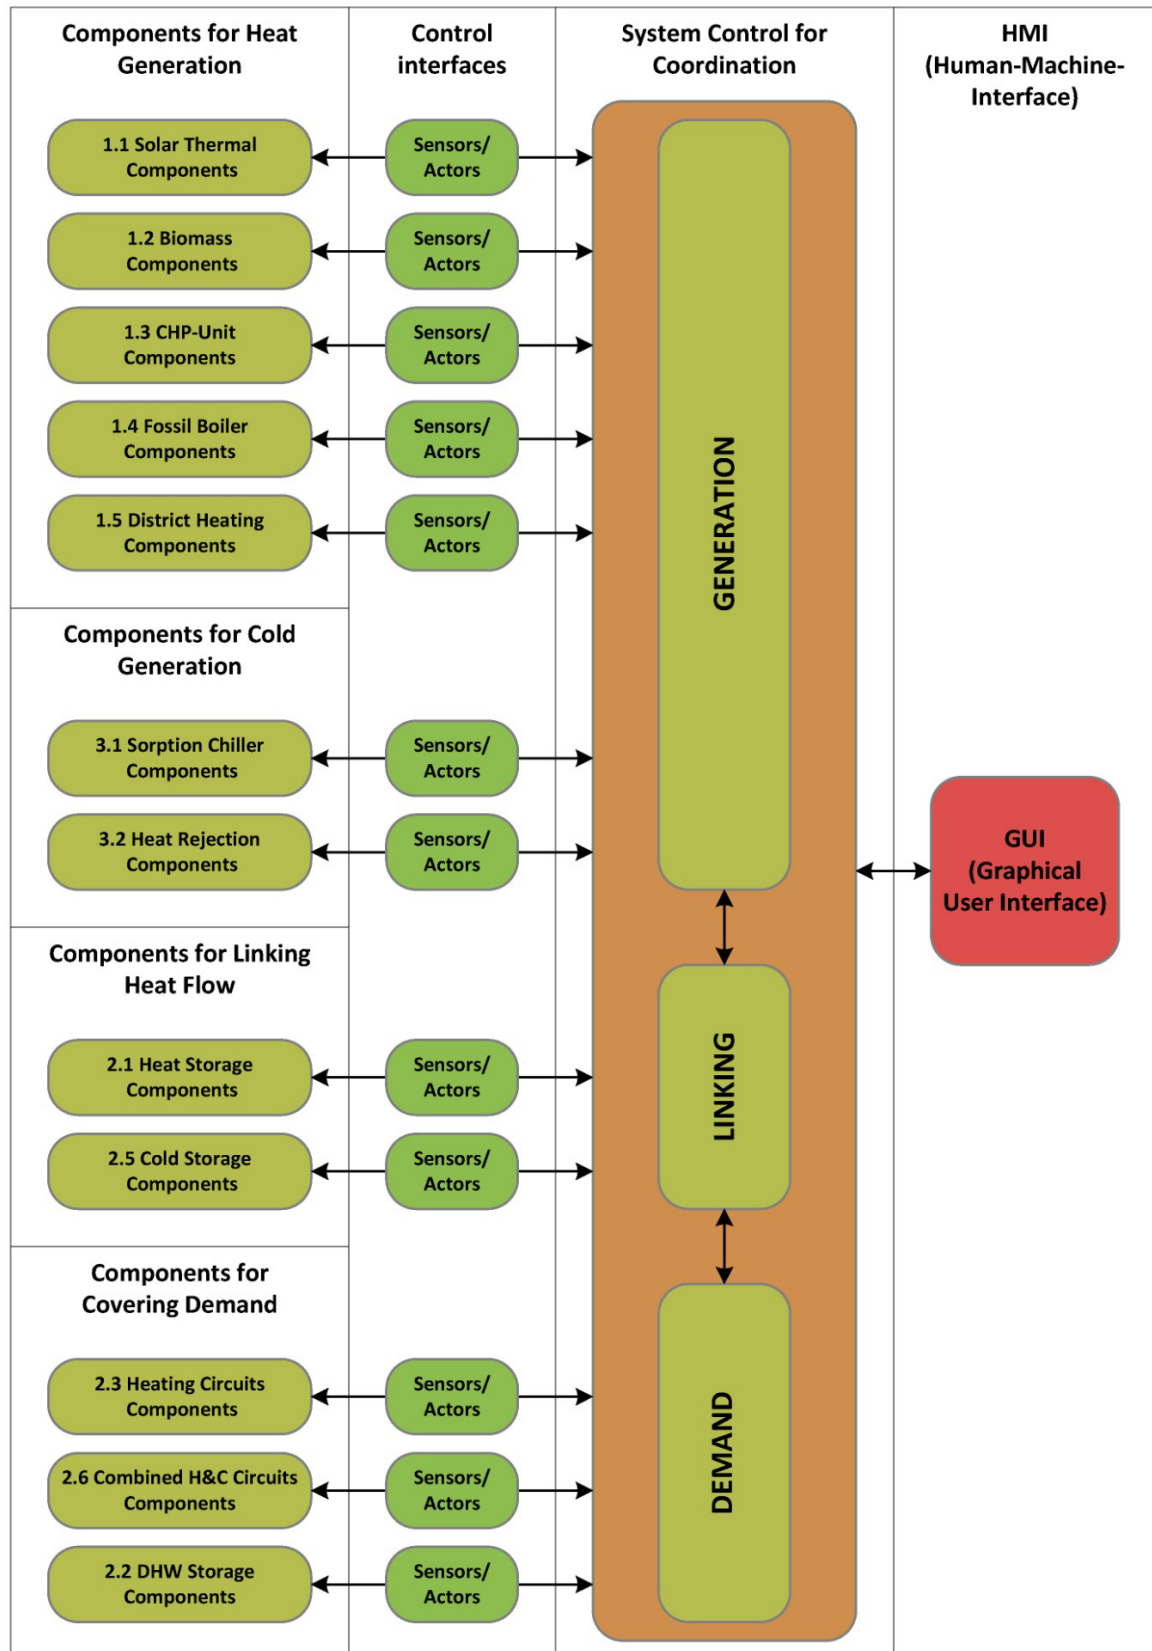 Components for Heat
Generation
Control
interfaces
System Control for
Coordination
HMI
(Human-Machine-
Interface)
1.1 Solar Thermal
Components
Sensors/
Actors
1.2 Biomass
Components
Sensors/
Actors
1.3 CHP-Unit
Components
Sensors/
Actors
1.4 Fossil Boiler
Components
Sensors/
Actors
1.5 District Heating
Components
Sensors/
Actors
GENERATION
Components for Cold
Generation
3.1 Sorption Chiller
Components
Sensors/
Actors
3.2 Heat Rejection
Components
Sensors/
Actors
GUI
(Graphical
User Interface)
Components for Linking
Heat Flow
2.1 Heat Storage
Components
Sensors/
Actors
2.5 Cold Storage
Components
Sensors/
Actors
LINKING
Components for
Covering Demand
2.3 Heating Circuits
Components
Sensors/
Actors
2.6 Combined H&C Circuits
Components
Sensors/
Actors
2.2 DHW Storage
Components
Sensors/
Actors
DEMAND